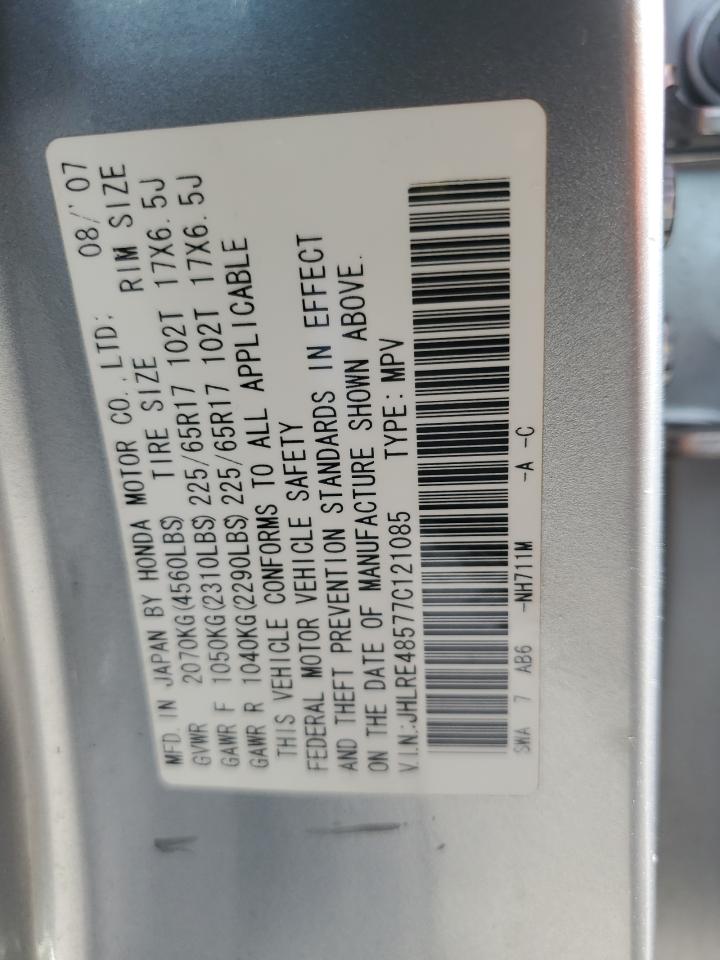 MFD. IN JAPAN BY HONDA MOTOR CO., LTD: 08/'07
GVWR 2070KG(4560LBS) TIRE SIZE RIM SIZE
GAWR F 1050KG(2310LBS) 225/65R17 102T 17X6.5J
GAWR R 1040KG(2290LBS) 225/65R17 102T 17X6.5J
THIS VEHICLE CONFORMS TO ALL APPLICABLE
FEDERAL MOTOR VEHICLE SAFETY
AND THEFT PREVENTION STANDARDS IN EFFECT
ON THE DATE OF MANUFACTURE SHOWN ABOVE.
V.I.N.:JHLRE48577C121085 TYPE:MPV
SWA 7 AB6 -NH711M -A -C